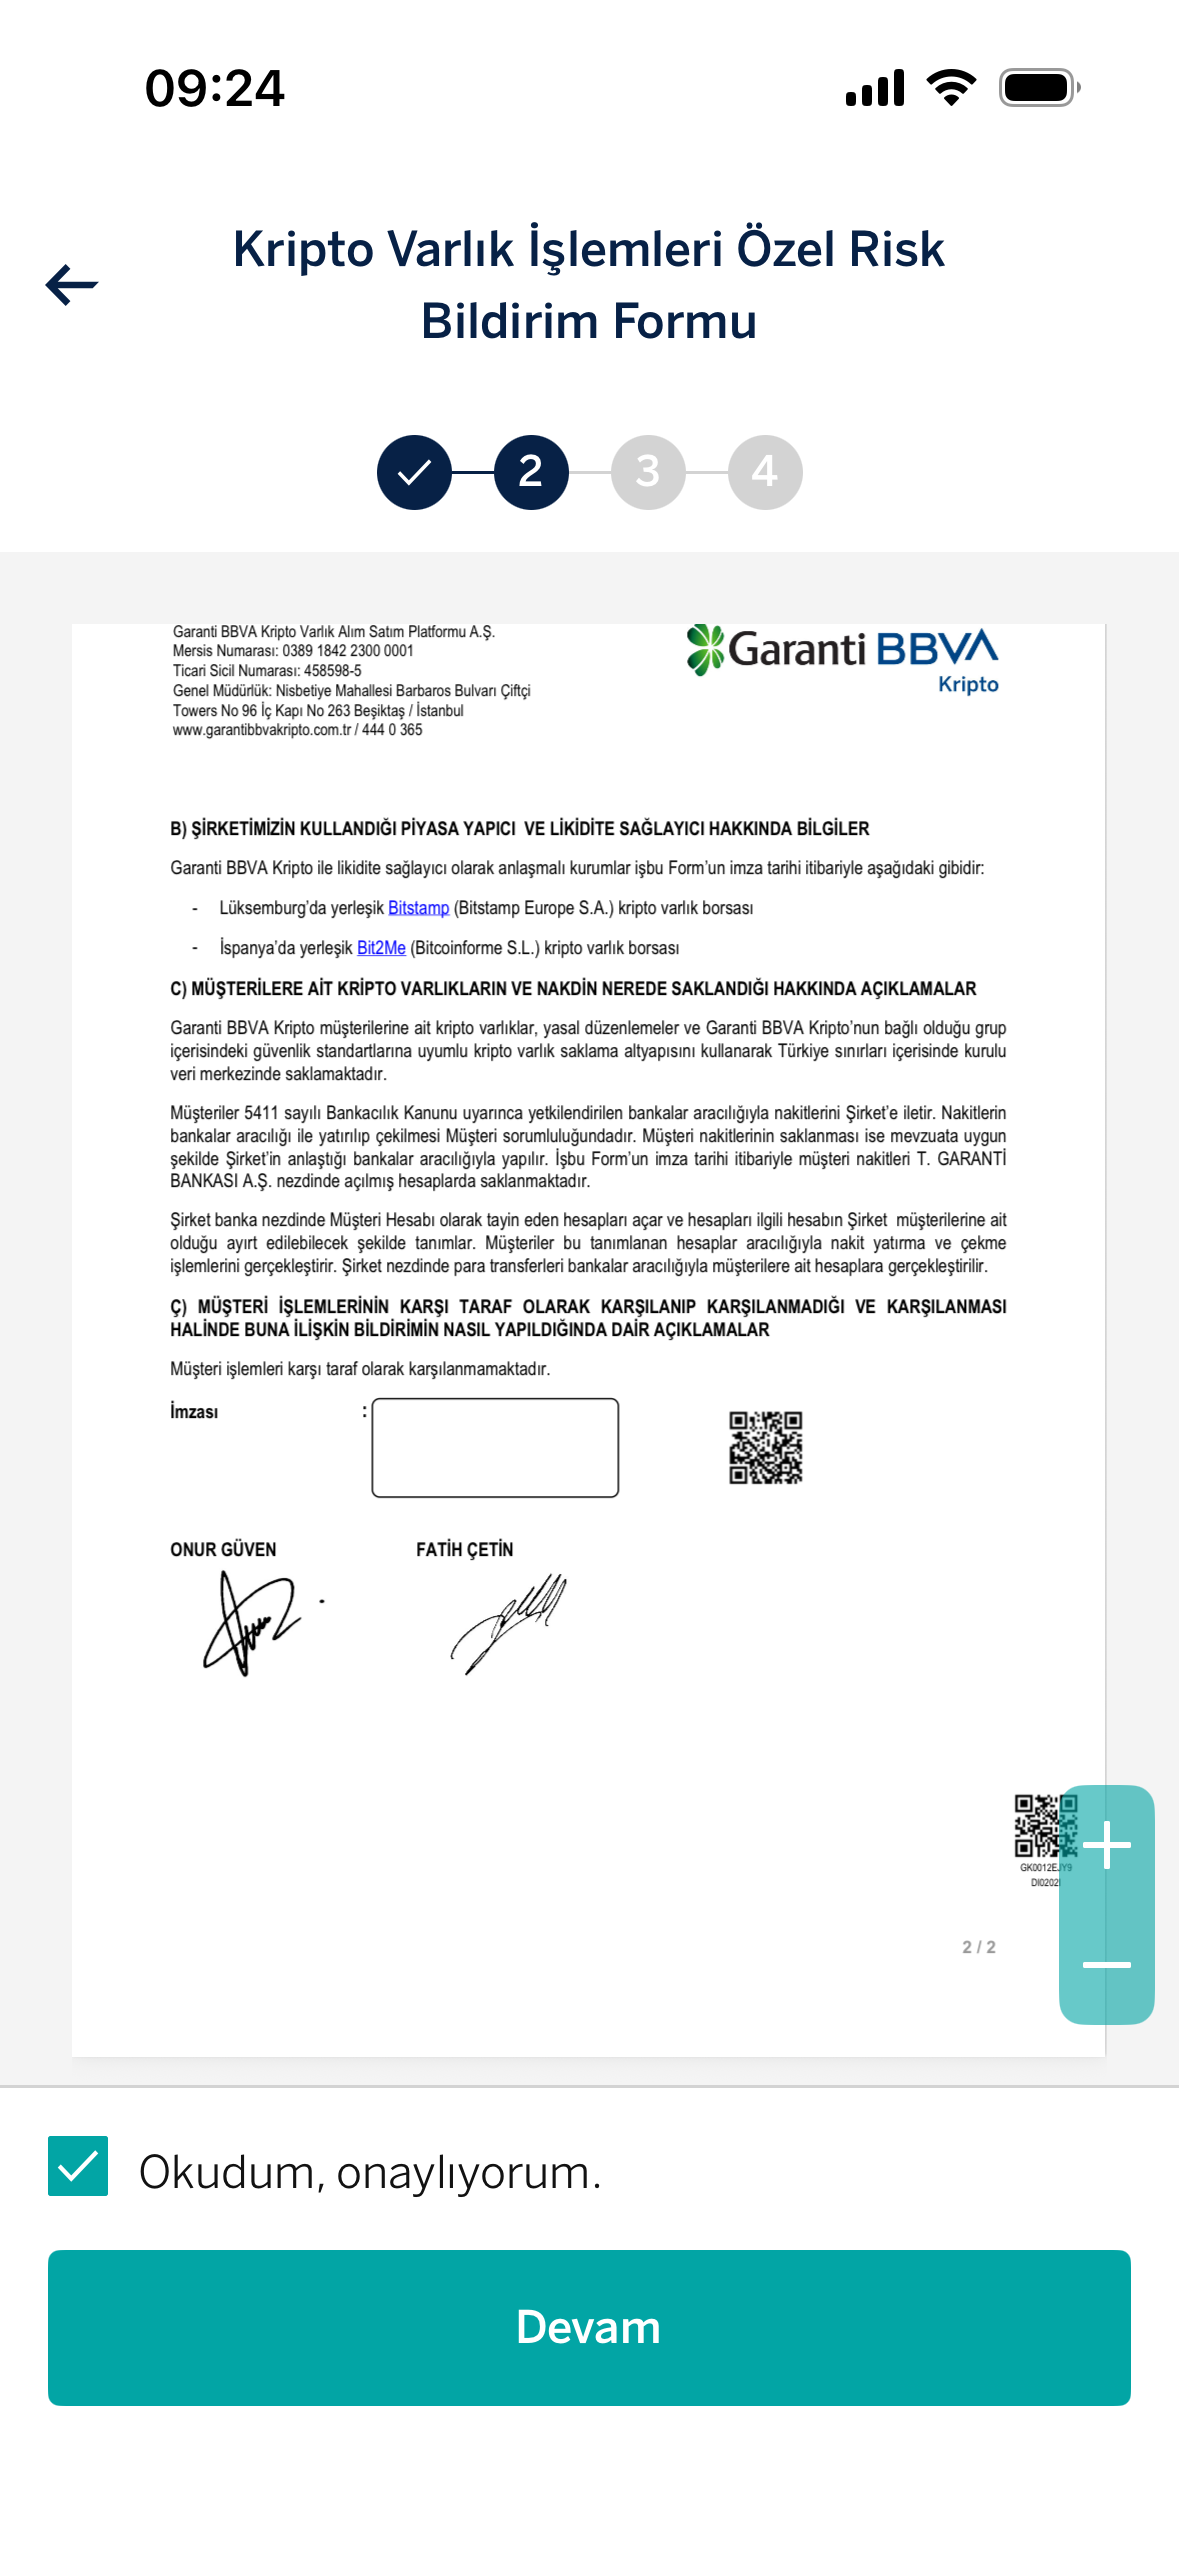 09:24
Kripto Varlık İşlemleri Özel Risk
Bildirim Formu
2
3
4
Garanti BBVA Kripto Varlık Alım Satım Platformu A.Ş.
Mersis Numarası: 0389 1842 2300 0001
Ticari Sicil Numarası: 458598-5
Genel Müdürlük: Nisbetiye Mahallesi Barbaros Bulvarı Çiftçi
Towers No 96 İç Kapı No 263 Beşiktaş / İstanbul
www.garantibbvakripto.com.tr / 444 0 365
Garanti BBVA
Kripto
B) ŞİRKETİMİZİN KULLANDIĞI PİYASA YAPICI VE LİKİDİTE SAĞLAYICI HAKKINDA BİLGİLER
Garanti BBVA Kripto ile likidite sağlayıcı olarak anlaşmalı kurumlar işbu Form'un imza tarihi itibariyle aşağıdaki gibidir:
- Lüksemburg'da yerleşik Bitstamp (Bitstamp Europe S.A.) kripto varlık borsası
- İspanya'da yerleşik Bit2Me (Bitcoinforme S.L.) kripto varlık borsası
C) MÜŞTERİLERE AİT KRİPTO VARLIKLARIN VE NAKDİN NEREDE SAKLANDIĞI HAKKINDA AÇIKLAMALAR
Garanti BBVA Kripto müşterilerine ait kripto varlıklar, yasal düzenlemeler ve Garanti BBVA Kripto'nun bağlı olduğu grup
içerisindeki güvenlik standartlarına uyumlu kripto varlık saklama altyapısını kullanarak Türkiye sınırları içerisinde kurulu
veri merkezinde saklamaktadır.
Müşteriler 5411 sayılı Bankacılık Kanunu uyarınca yetkilendirilen bankalar aracılığıyla nakitlerini Şirket'e iletir. Nakitlerin
bankalar aracılığı ile yatırılıp çekilmesi Müşteri sorumluluğundadır. Müşteri nakitlerinin saklanması ise mevzuata uygun
şekilde Şirket'in anlaştığı bankalar aracılığıyla yapılır. İşbu Form'un imza tarihi itibariyle müşteri nakitleri T. GARANTİ
BANKASI A.Ş. nezdinde açılmış hesaplarda saklanmaktadır.
Şirket banka nezdinde Müşteri Hesabı olarak tayin eden hesapları açar ve hesapları ilgili hesabın Şirket müşterilerine ait
olduğu ayırt edilebilecek şekilde tanımlar. Müşteriler bu tanımlanan hesaplar aracılığıyla nakit yatırma ve çekme
işlemlerini gerçekleştirir. Şirket nezdinde para transferleri bankalar aracılığıyla müşterilere ait hesaplara gerçekleştirilir.
Ç) MÜŞTERİ İŞLEMLERİNİN KARŞI TARAF OLARAK KARŞILANIP KARŞILANMADIĞI VE KARŞILANMASI
HALİNDE BUNA İLİŞKİN BİLDİRİMİN NASIL YAPILDIĞINDA DAİR AÇIKLAMALAR
Müşteri işlemleri karşı taraf olarak karşılanmamaktadır.
İmzası :
ONUR GÜVEN FATİH ÇETİN
2 / 2
Okudum, onaylıyorum.
Devam